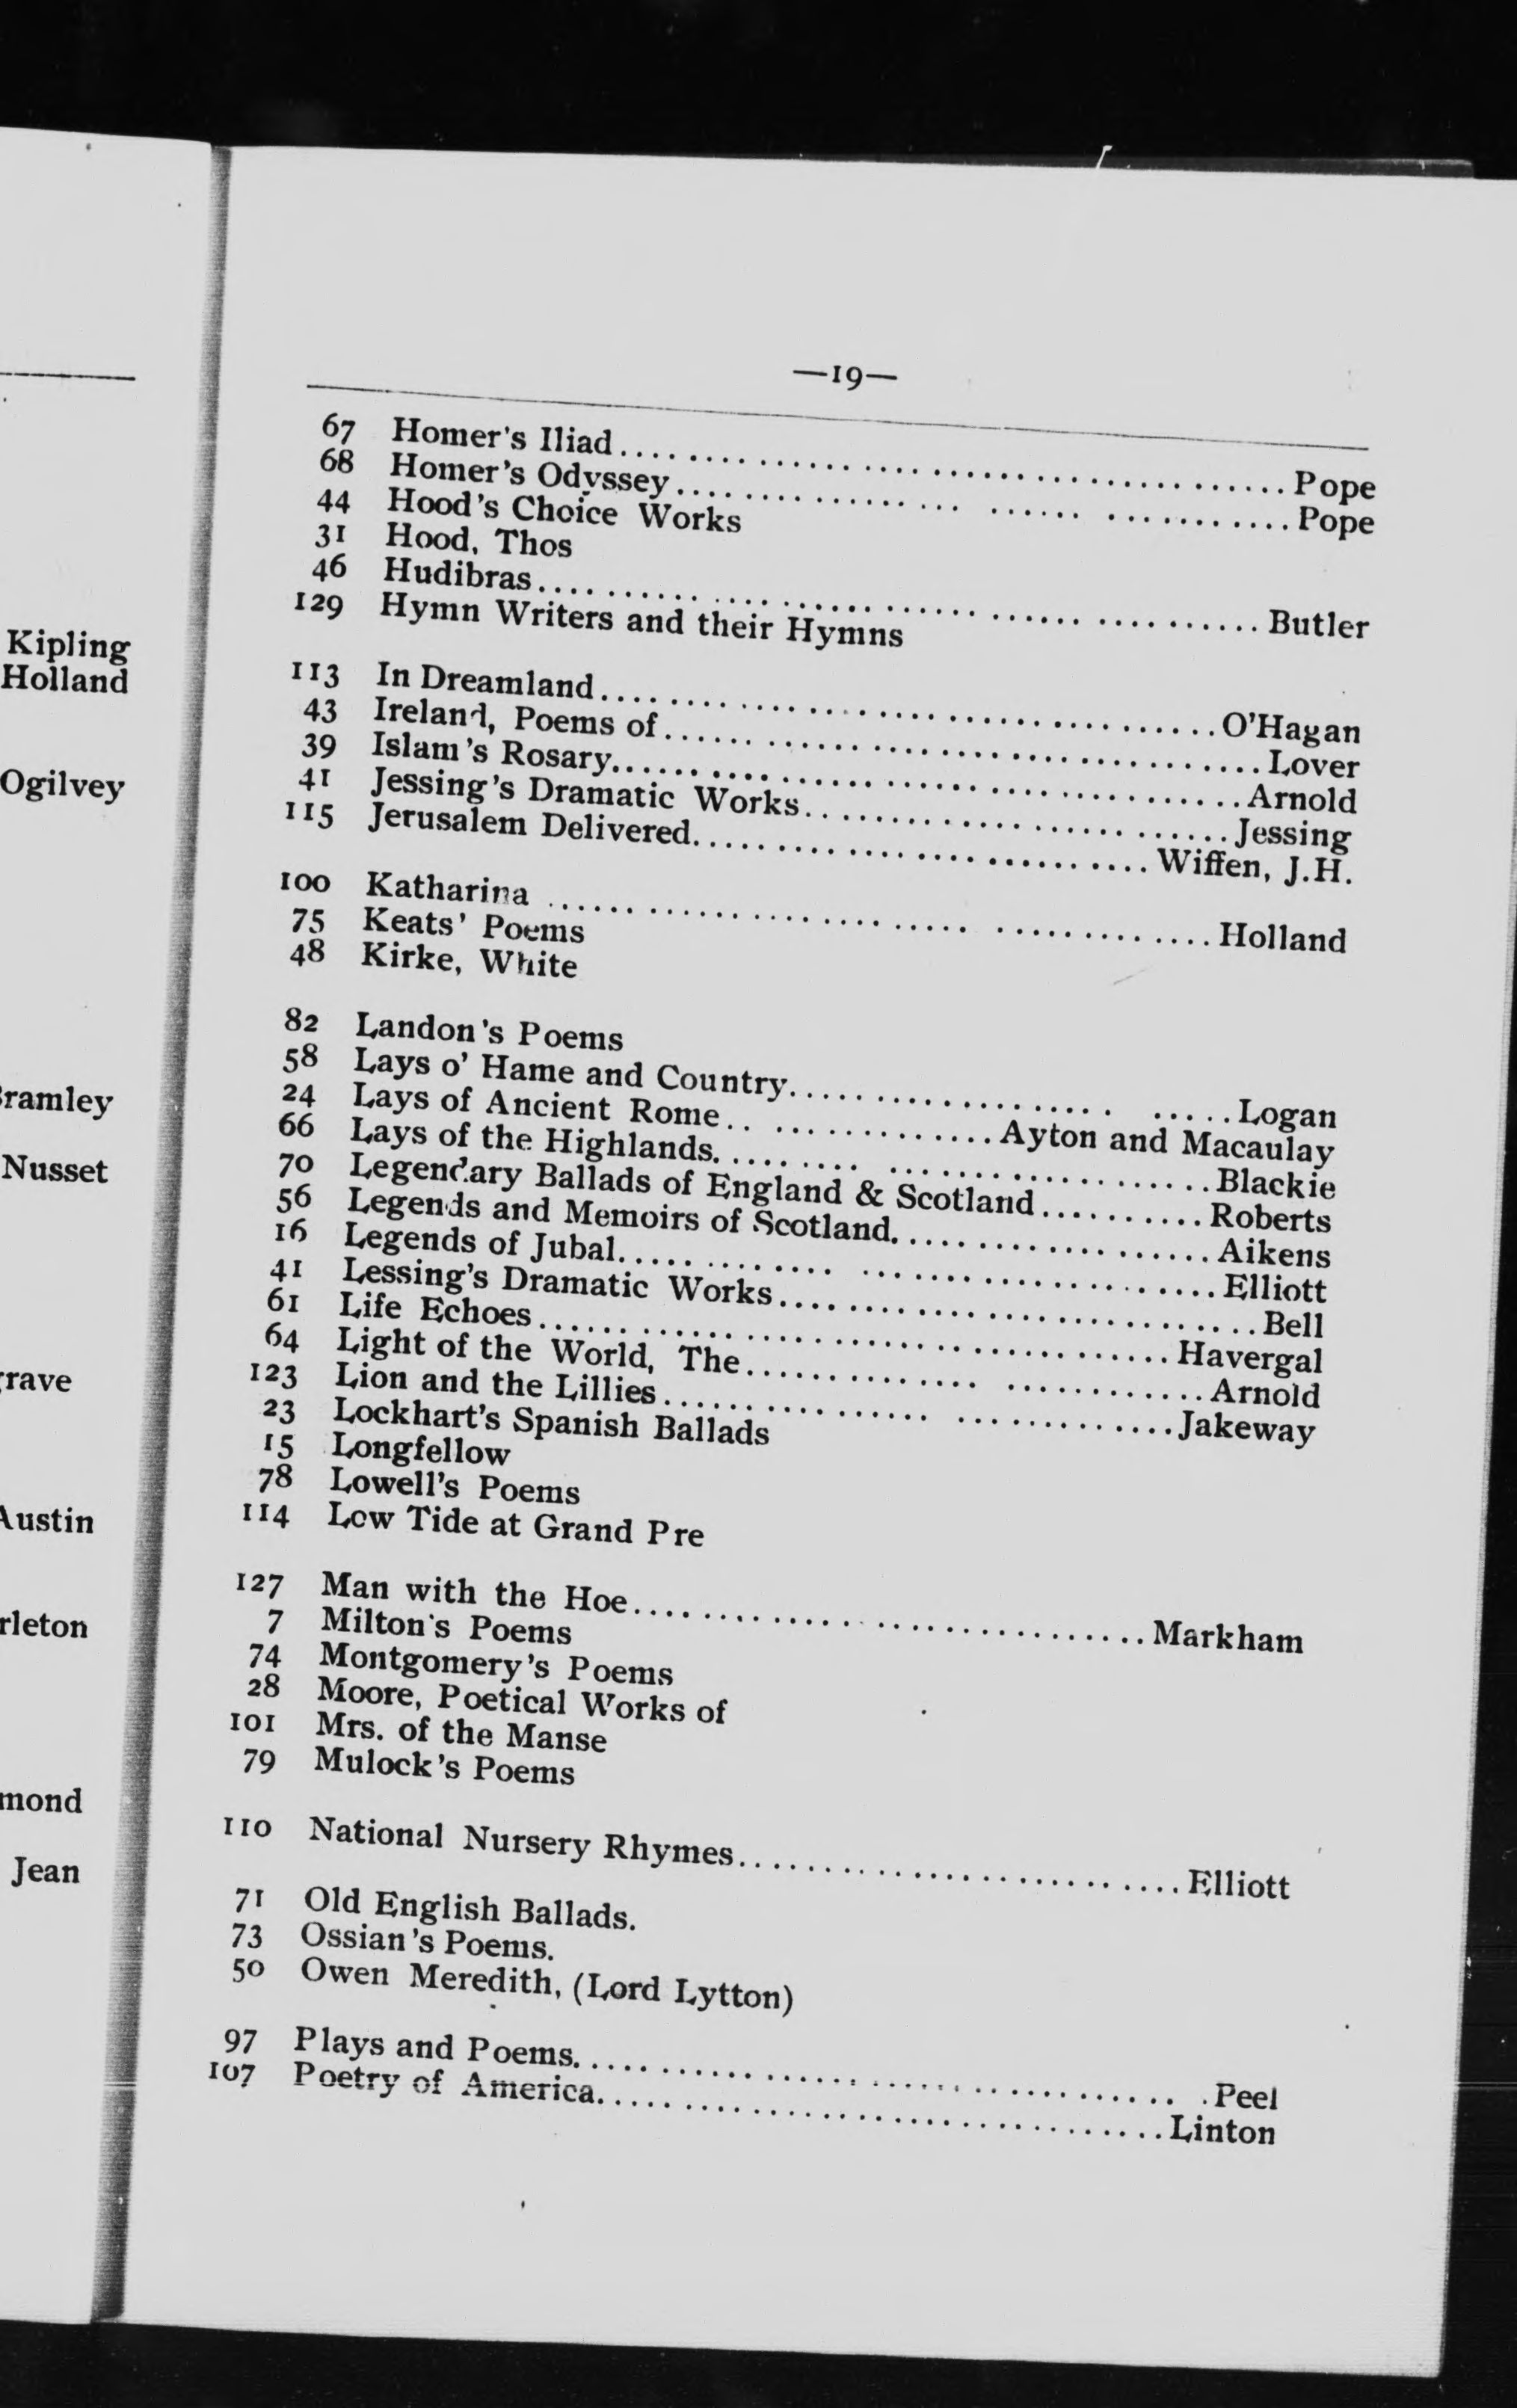 Kipling
Holland
Ogilvey
ramley
Nusset
rave
Austin
rleton
mond
Jean
—19—
67 Homer's Iliad........Pope
68 Homer's Odyssey........Pope
44 Hood's Choice Works
31 Hood, Thos
46 Hudibras........Butler
129 Hymn Writers and their Hymns
113 In Dreamland........O'Hagan
43 Ireland, Poems of........Lover
39 Islam's Rosary........Arnold
41 Jessing's Dramatic Works........Jessing
115 Jerusalem Delivered........Wiffen, J.H.
100 Katharina ........Holland
75 Keats' Poems
48 Kirke, White
82 Landon's Poems
58 Lays o' Hame and Country........Logan
24 Lays of Ancient Rome........Ayton and Macaulay
66 Lays of the Highlands........Blackie
70 Legendary Ballads of England & Scotland........Roberts
56 Legends and Memoirs of Scotland........Aikens
16 Legends of Jubal........Elliott
41 Lessing's Dramatic Works........Bell
61 Life Echoes........Havergal
64 Light of the World, The........Arnold
123 Lion and the Lillies........Jakeway
23 Lockhart's Spanish Ballads
15 Longfellow
78 Lowell's Poems
114 Low Tide at Grand Pre
127 Man with the Hoe........Markham
7 Milton's Poems
74 Montgomery's Poems
28 Moore, Poetical Works of
101 Mrs. of the Manse
79 Mulock's Poems
110 National Nursery Rhymes........Elliott
71 Old English Ballads.
73 Ossian's Poems.
50 Owen Meredith, (Lord Lytton)
97 Plays and Poems........Peel
107 Poetry of America........Linton